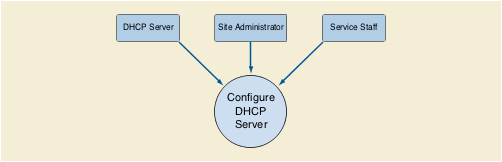 DHCP Server
Site Administrator
Service Staff
Configure
DHCP
Server